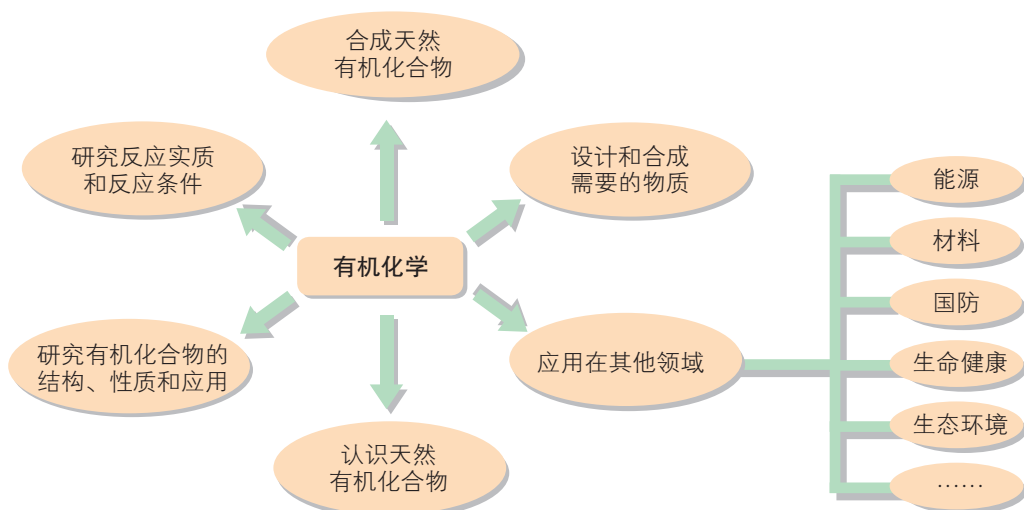 合成天然
有机化合物
研究反应实质
和反应条件
设计和合成
需要的物质
有机化学
研究有机化合物的
结构、性质和应用
应用在其他领域
认识天然
有机化合物
能源
材料
国防
生命健康
生态环境
……